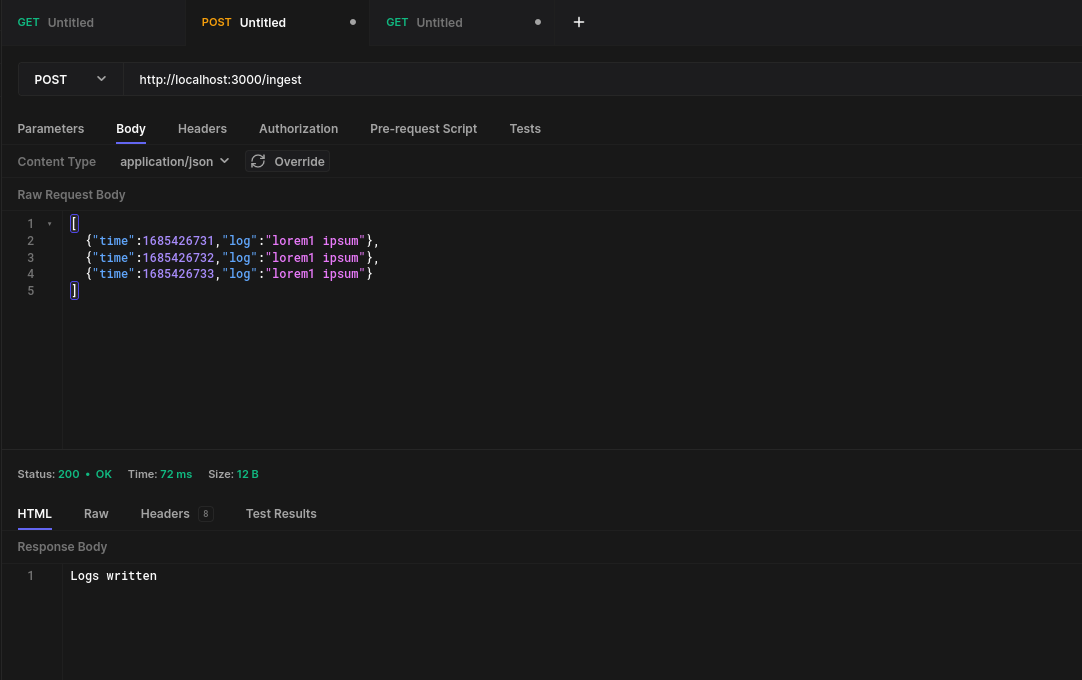 GET Untitled POST Untitled GET Untitled +
POST http://localhost:3000/ingest
Parameters Body Headers Authorization Pre-request Script Tests
Content Type application/json Override
Raw Request Body
1 [
2 {"time":1685426731,"log":"lorem1 ipsum"},
3 {"time":1685426732,"log":"lorem1 ipsum"},
4 {"time":1685426733,"log":"lorem1 ipsum"}
5 ]
Status: 200 • OK Time: 72 ms Size: 12 B
HTML Raw Headers 8 Test Results
Response Body
1 Logs written